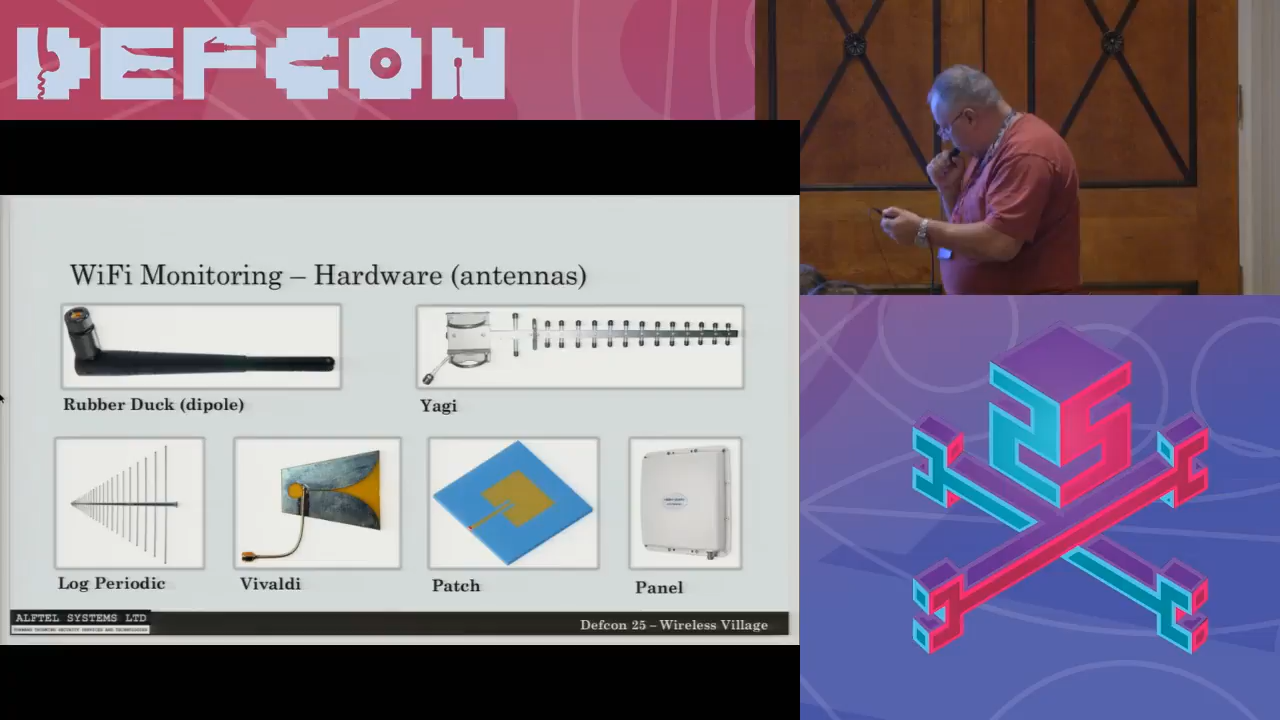 DEFCON
WiFi Monitoring – Hardware (antennas)
Rubber Duck (dipole)
Yagi
Log Periodic
Vivaldi
Patch
Panel
ALFTEL SYSTEMS LTD
Defcon 25 – Wireless Village
25